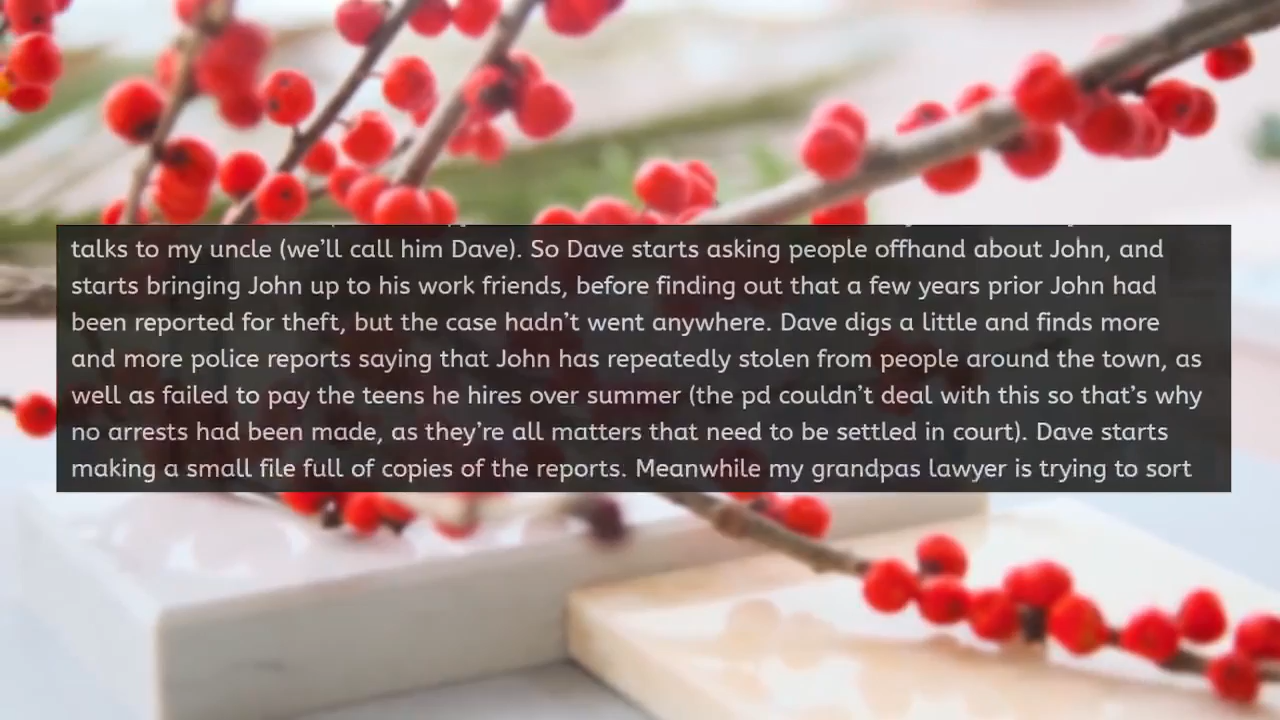 talks to my uncle (we’ll call him Dave). So Dave starts asking people offhand about John, and
starts bringing John up to his work friends, before finding out that a few years prior John had
been reported for theft, but the case hadn’t went anywhere. Dave digs a little and finds more
and more police reports saying that John has repeatedly stolen from people around the town, as
well as failed to pay the teens he hires over summer (the pd couldn’t deal with this so that’s why
no arrests had been made, as they’re all matters that need to be settled in court). Dave starts
making a small file full of copies of the reports. Meanwhile my grandpas lawyer is trying to sort